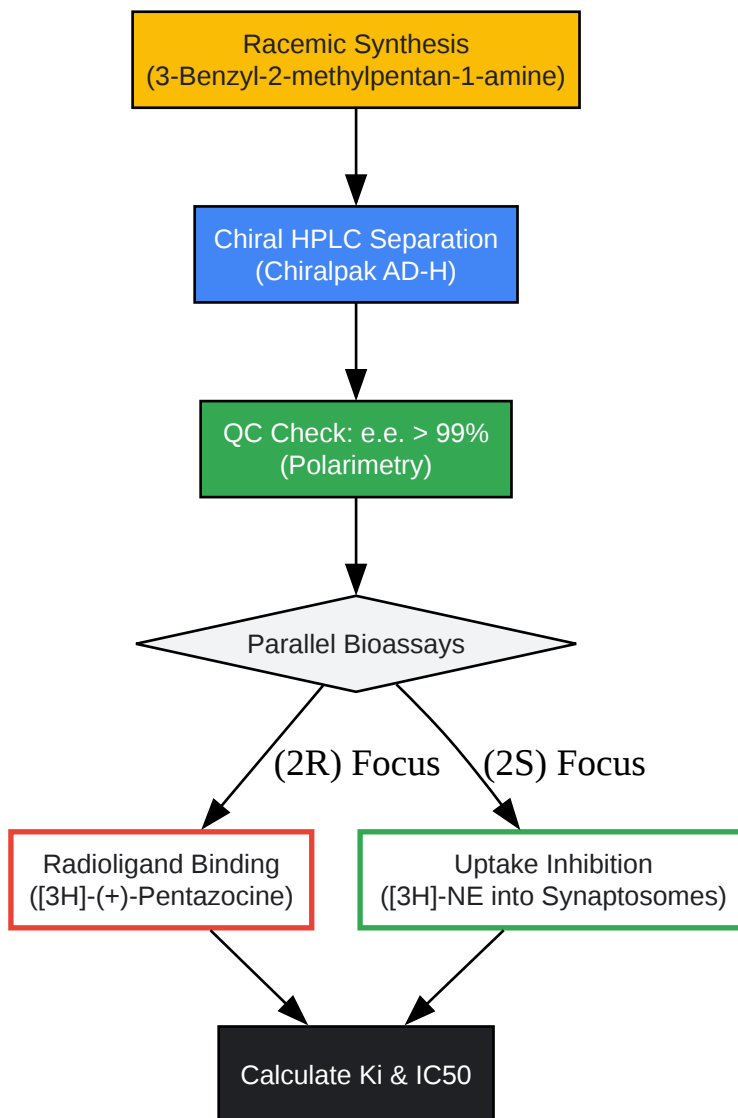 Racemic Synthesis
(3-Benzyl-2-methylpentan-1-amine)
Chiral HPLC Separation
(Chiralpak AD-H)
QC Check: e.e. > 99%
(Polarimetry)
Parallel Bioassays
(2R) Focus
(2S) Focus
Radioligand Binding
([3H]-(+)-Pentazocine)
Uptake Inhibition
([3H]-NE into Synaptosomes)
Calculate Ki & IC50